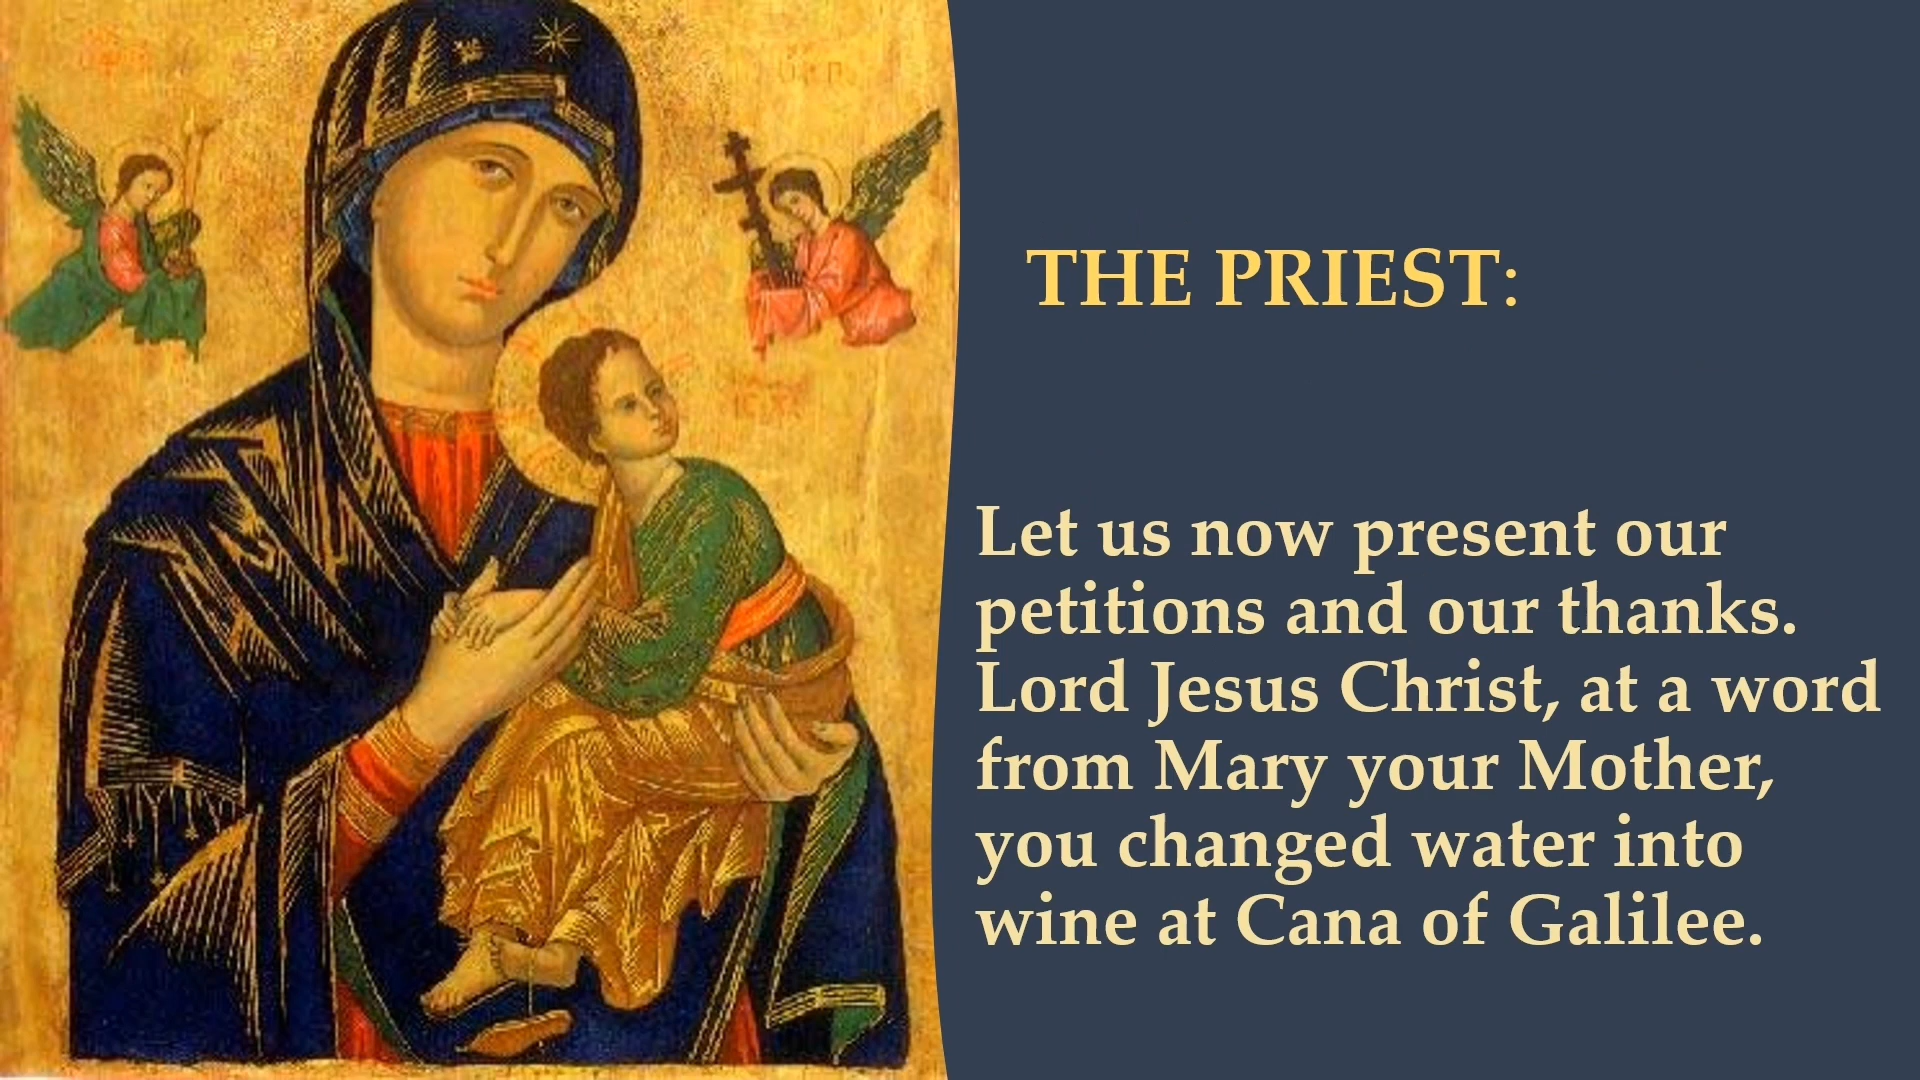 THE PRIEST:
Let us now present our
petitions and our thanks.
Lord Jesus Christ, at a word
from Mary your Mother,
you changed water into
wine at Cana of Galilee.